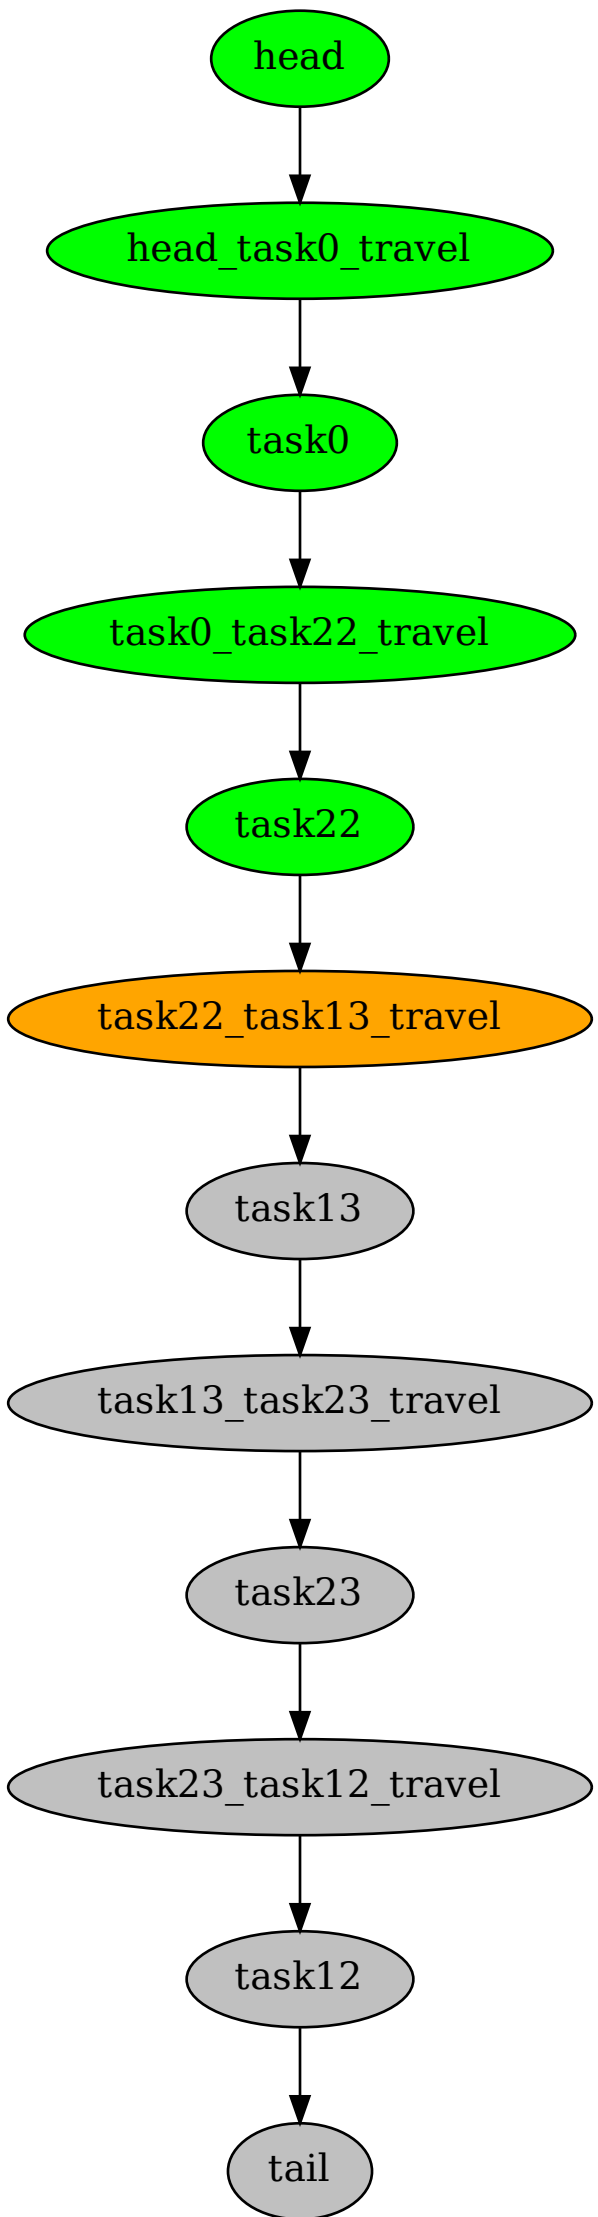 head
head_task0_travel
task0
task0_task22_travel
task22
task22_task13_travel
task13
task13_task23_travel
task23
task23_task12_travel
task12
tail